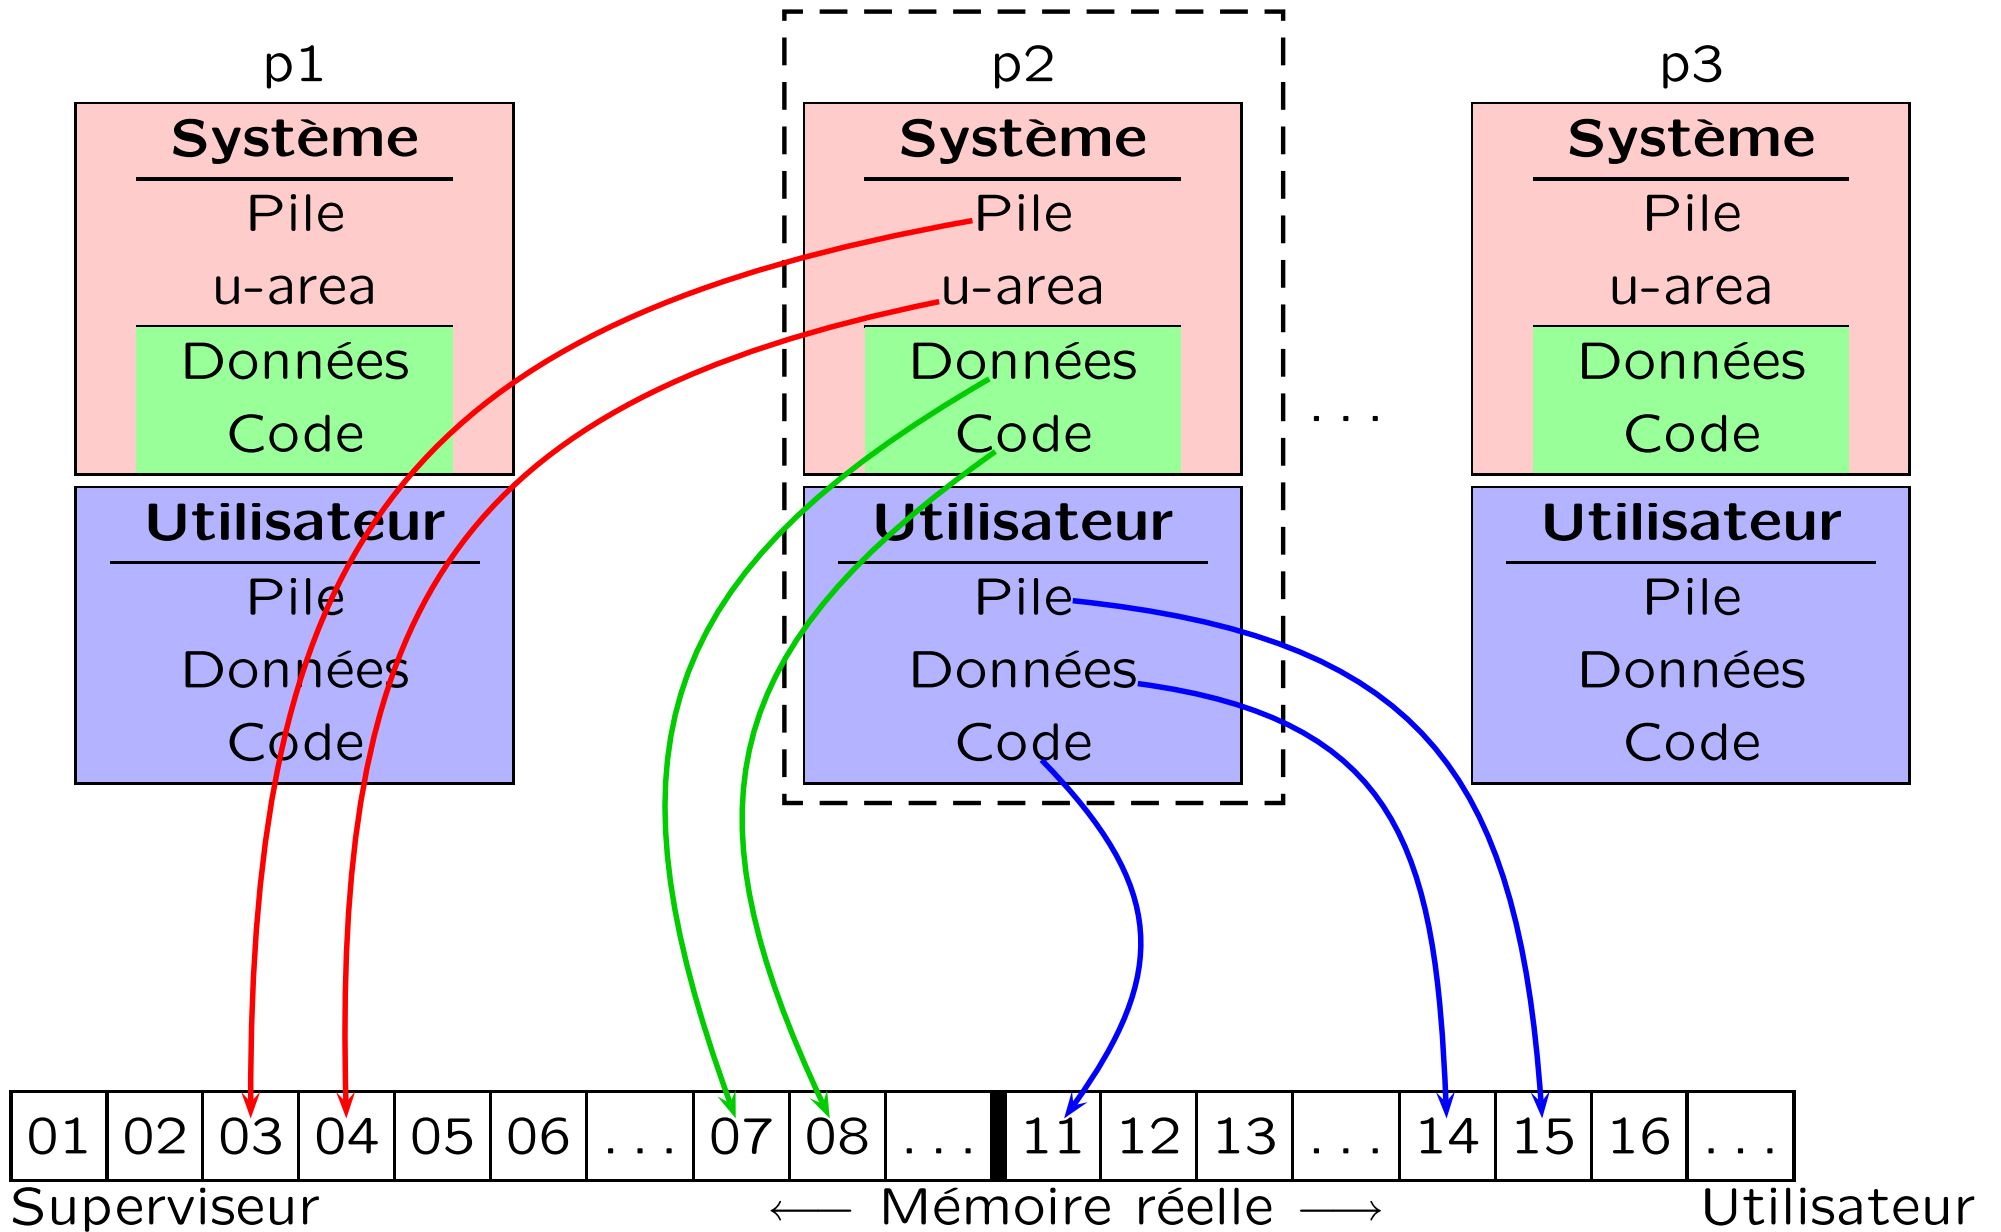 p1
Système
Pile
u-area
Données
Code
Utilisateur
Pile
Données
Code
p2
Système
Pile
u-area
Données
Code
Utilisateur
Pile
Données
Code
...
p3
Système
Pile
u-area
Données
Code
Utilisateur
Pile
Données
Code
01 02 03 04 05 06 ... 07 08 ... 11 12 13 ... 14 15 16 ...
Superviseur ⟵ Mémoire réelle ⟶ Utilisateur